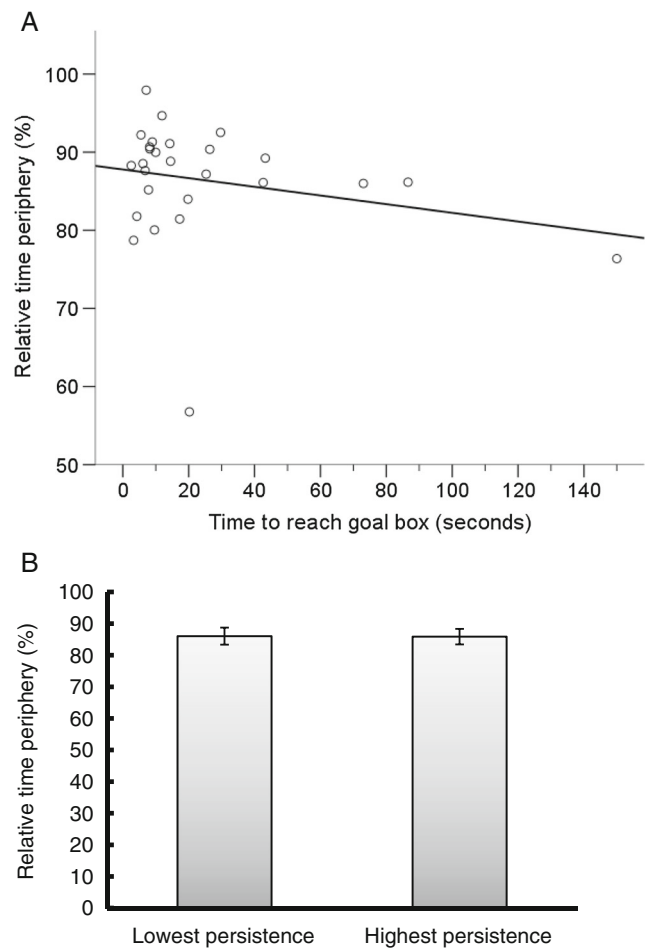 A
Relative time periphery (%)
100
90
80
70
60
50
0 20 40 60 80 100 120 140
Time to reach goal box (seconds)
B
Relative time periphery (%)
100
90
80
70
60
50
40
30
20
10
0
Lowest persistence Highest persistence